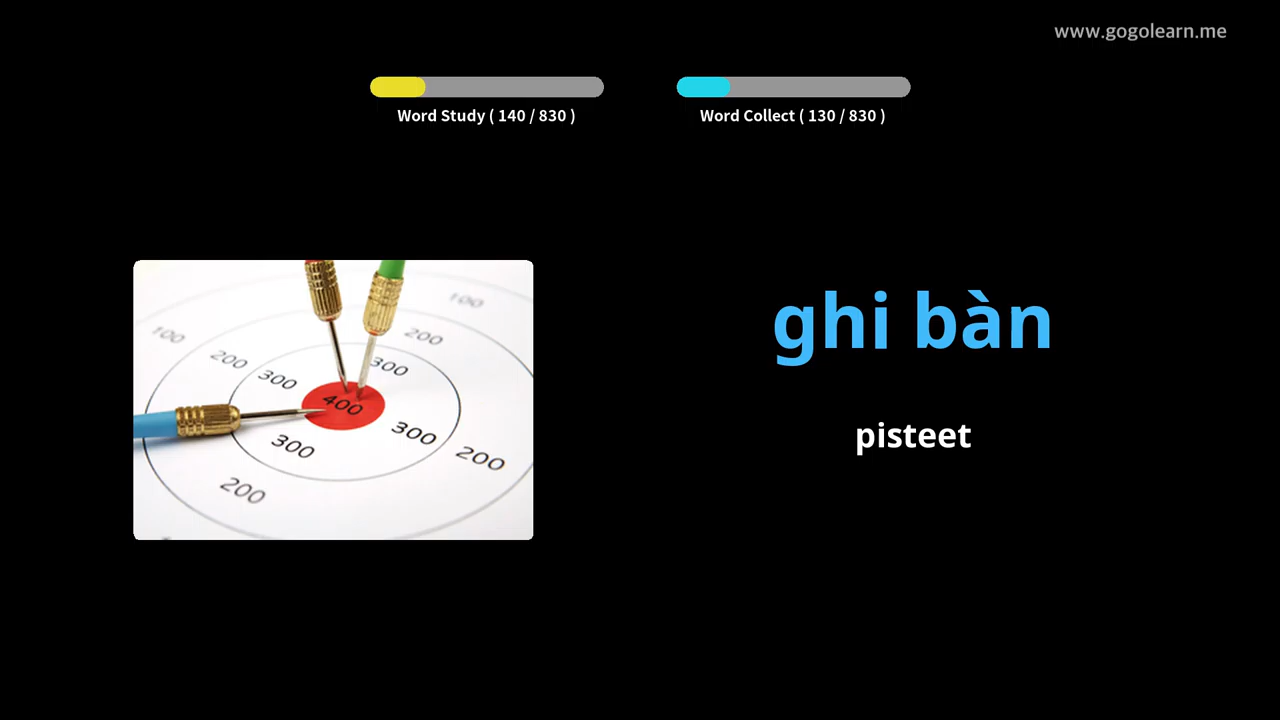 www.gogolearn.me
Word Study ( 140 / 830 )
Word Collect ( 130 / 830 )
ghi bàn
pisteet
100
100
200
200
300
300
400
300
300
200
200